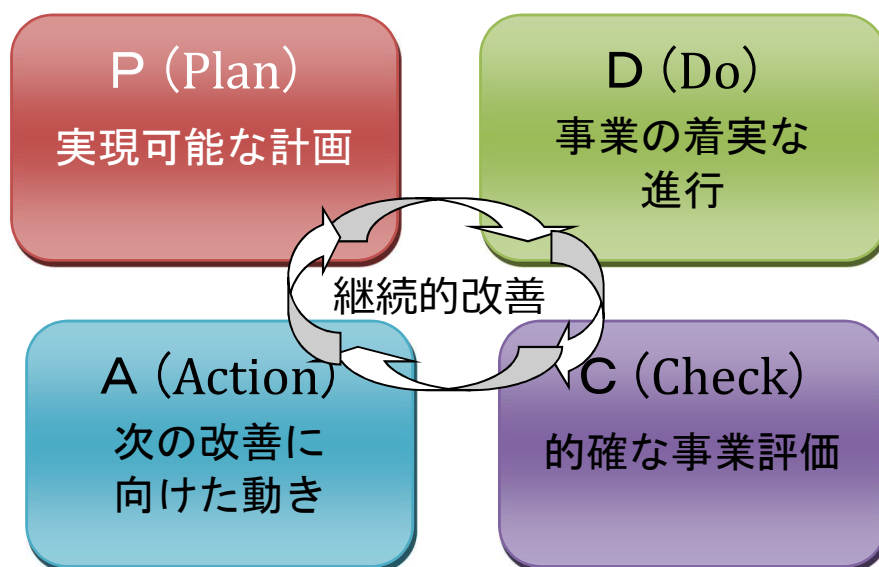 P (Plan)
実現可能な計画
D (Do)
事業の着実な
進行
継続的改善
A (Action)
次の改善に
向けた動き
C (Check)
的確な事業評価